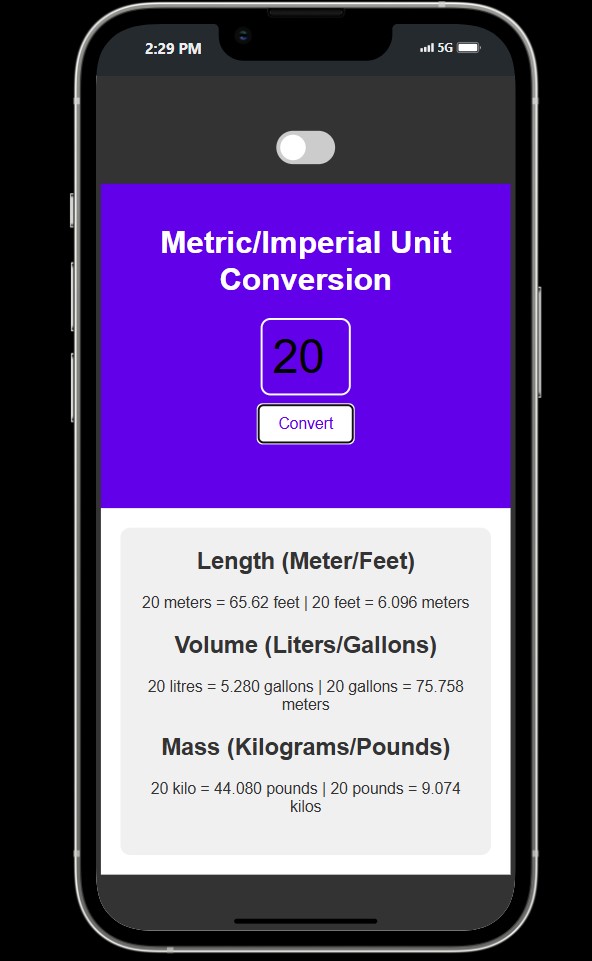 2:29 PM
5G
Metric/Imperial Unit
Conversion
20
Convert
Length (Meter/Feet)
20 meters = 65.62 feet | 20 feet = 6.096 meters
Volume (Liters/Gallons)
20 litres = 5.280 gallons | 20 gallons = 75.758
meters
Mass (Kilograms/Pounds)
20 kilo = 44.080 pounds | 20 pounds = 9.074
kilos